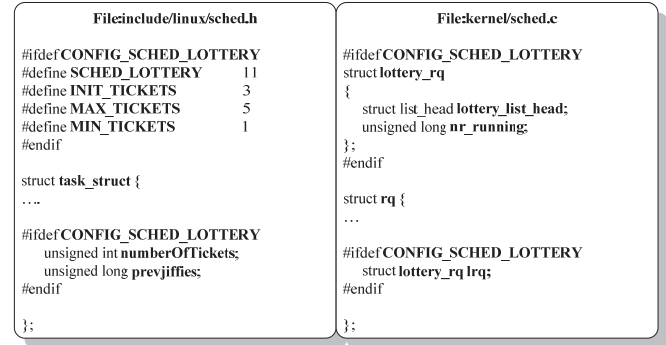 File:include/linux/sched.h
#ifdef CONFIG_SCHED_LOTTERY
#define SCHED_LOTTERY 11
#define INIT_TICKETS 3
#define MAX_TICKETS 5
#define MIN_TICKETS 1
#endif
struct task_struct {
....
#ifdef CONFIG_SCHED_LOTTERY
unsigned int numberOfTickets;
unsigned long prevjiffies;
#endif
};
File:kernel/sched.c
#ifdef CONFIG_SCHED_LOTTERY
struct lottery_rq
{
struct list_head lottery_list_head;
unsigned long nr_running;
};
#endif
struct rq {
...
#ifdef CONFIG_SCHED_LOTTERY
struct lottery_rq lrq;
#endif
};